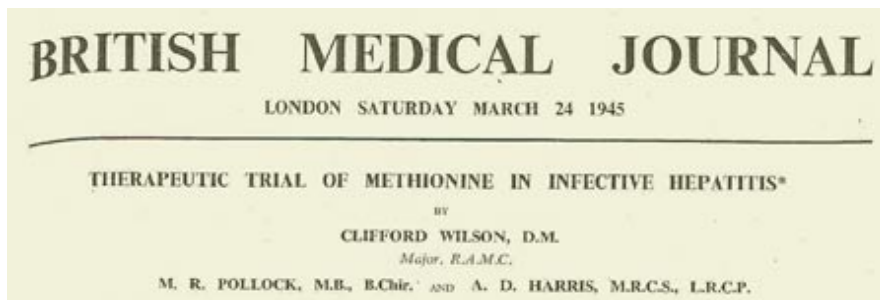 BRITISH MEDICAL JOURNAL
LONDON SATURDAY MARCH 24 1945
THERAPEUTIC TRIAL OF METHIONINE IN INFECTIVE HEPATITIS*
BY
CLIFFORD WILSON, D.M.
Major, R.A.M.C.
M. R. POLLOCK, M.B., B.Chir. AND A. D. HARRIS, M.R.C.S., L.R.C.P.